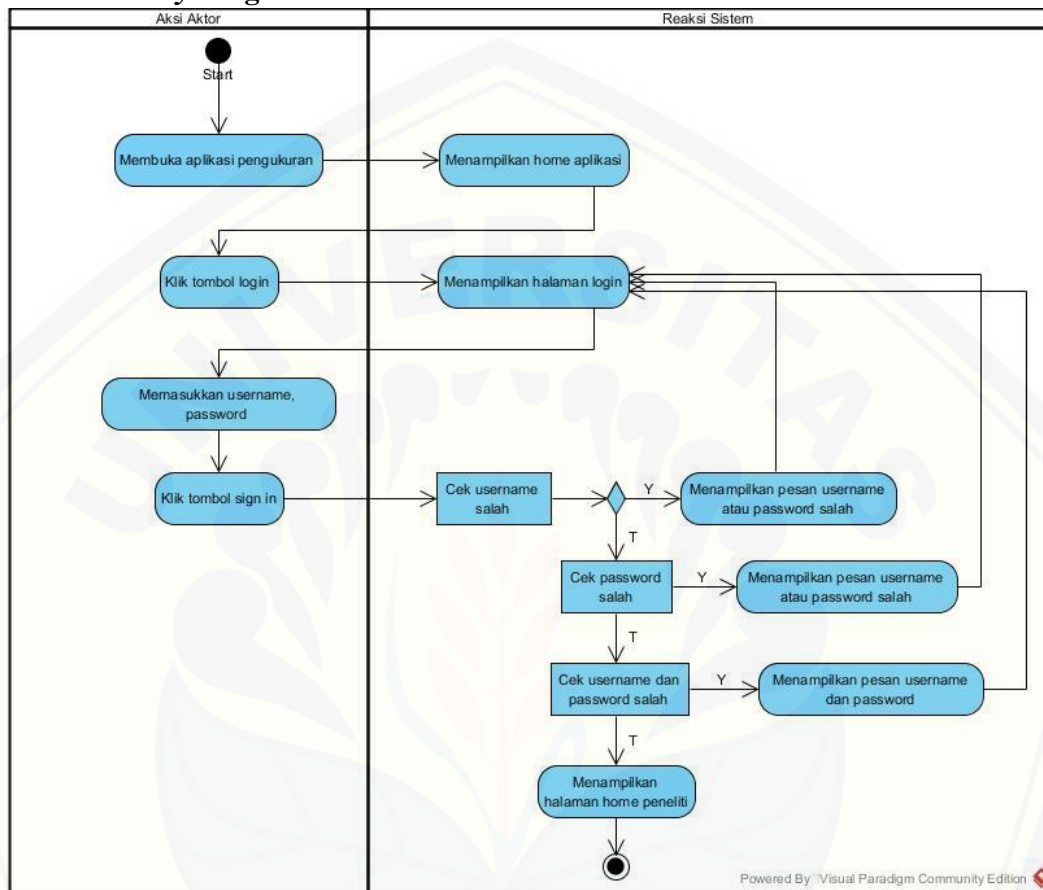 Aksi Aktor
Reaksi Sistem
Start
Membuka aplikasi pengukuran
Menampilkan home aplikasi
Klik tombol login
Menampilkan halaman login
Memasukkan username,
password
Klik tombol sign in
Cek username
salah
Y
Menampilkan pesan username
atau password salah
T
Cek password
salah
Y
Menampilkan pesan username
atau password salah
T
Cek username dan
password salah
Y
Menampilkan pesan username
dan password
T
Menampilkan
halaman home peneliti
UNIVERSITAS
Powered By Visual Paradigm Community Edition